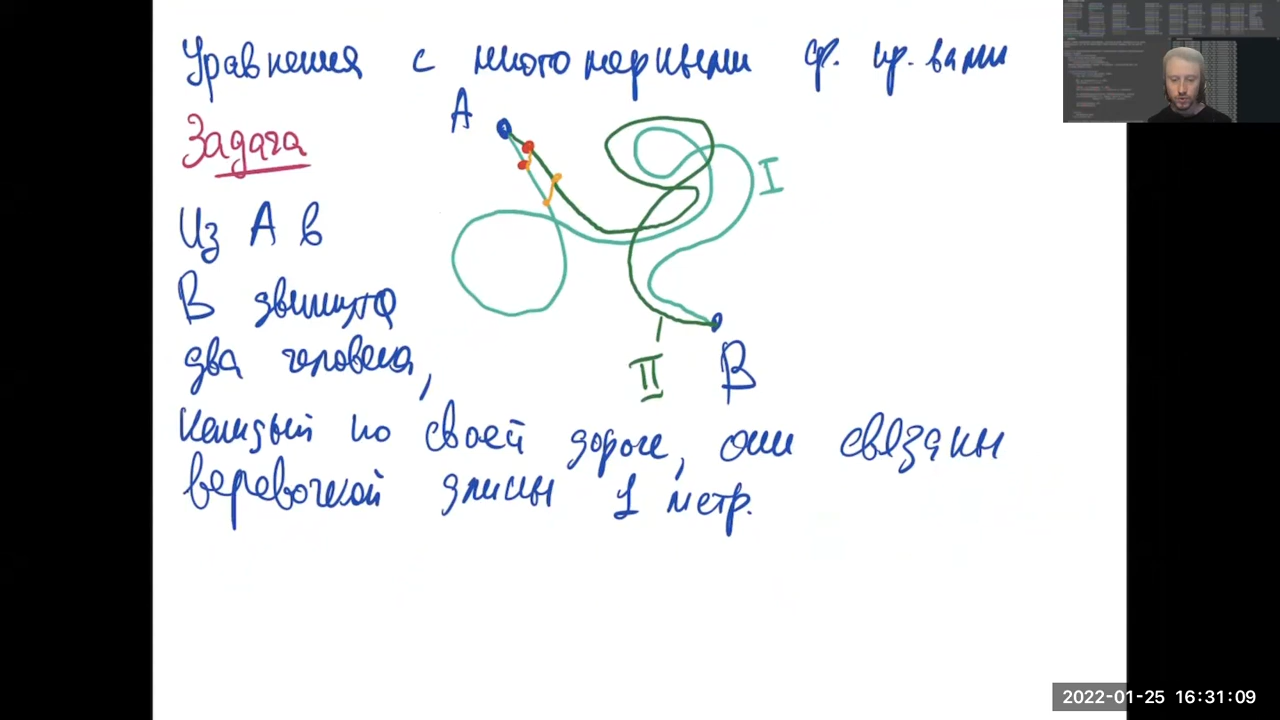 Уравнения с многомерными ф. пр.вами
A
Задача
I
Из А в
В движутся
два человека,
II
B
каждый по своей дороге, они связаны
веревочкой длины 1 метр.
2022-01-25 16:31:09